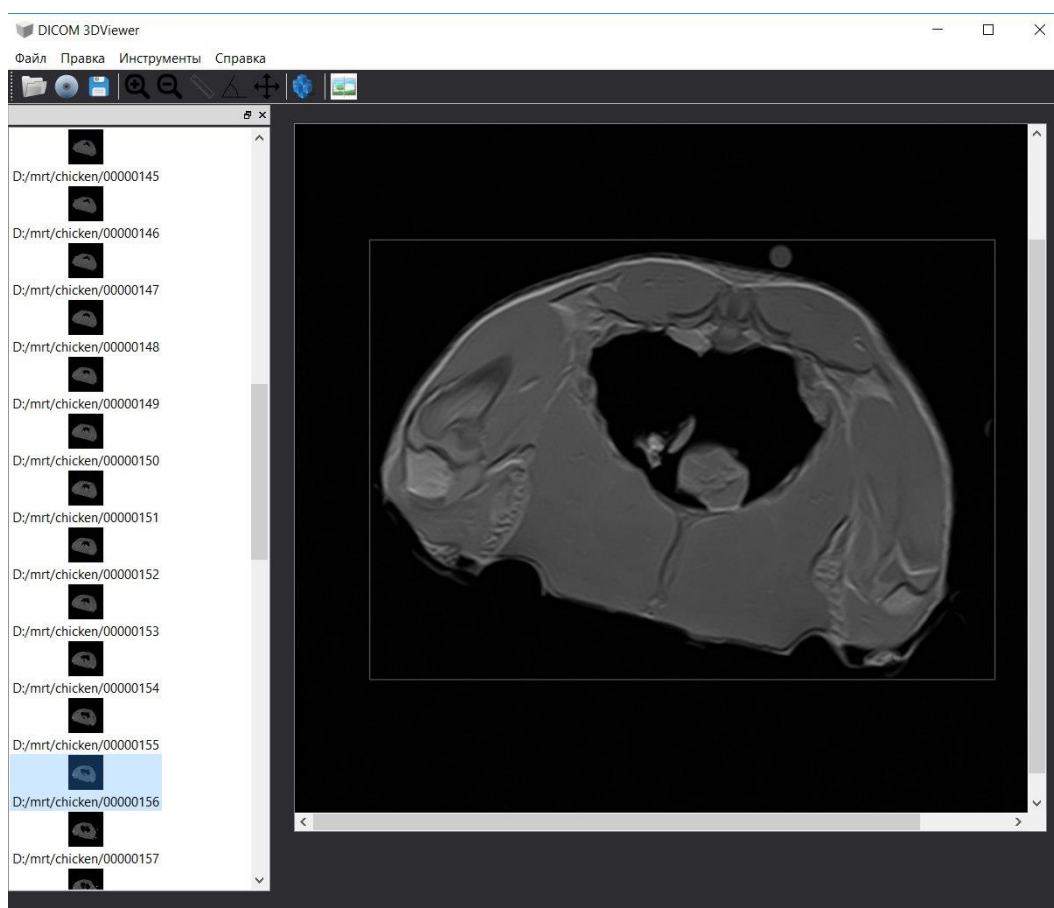 DICOM 3DViewer
Файл Правка Инструменты Справка
D:/mrt/chicken/00000145
D:/mrt/chicken/00000146
D:/mrt/chicken/00000147
D:/mrt/chicken/00000148
D:/mrt/chicken/00000149
D:/mrt/chicken/00000150
D:/mrt/chicken/00000151
D:/mrt/chicken/00000152
D:/mrt/chicken/00000153
D:/mrt/chicken/00000154
D:/mrt/chicken/00000155
D:/mrt/chicken/00000156
D:/mrt/chicken/00000157